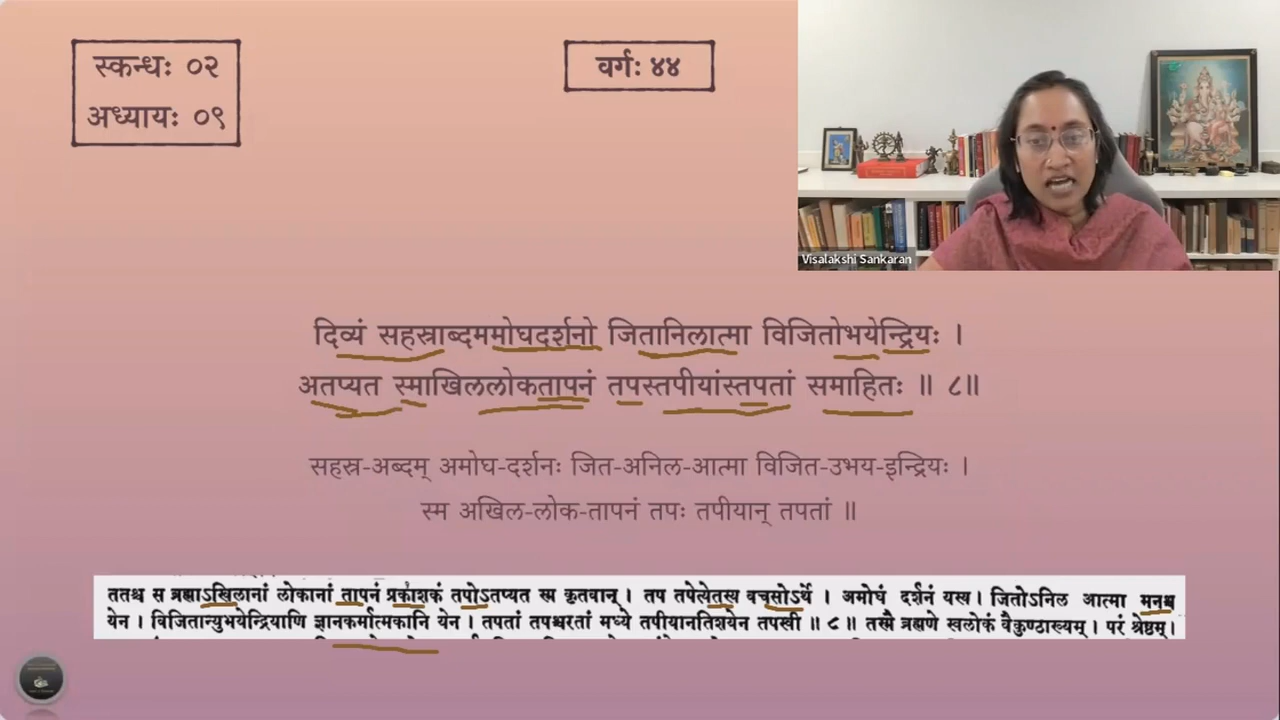 स्कन्धः ०२
अध्यायः ०९
वर्गः ४४
Visalakshi Sankaran
दिव्यं सहस्राब्दममोघदर्शनो जितानिलात्मा विजितोभयेन्द्रियः ।
अतप्यत स्माखिललोकतापनं तपस्तपीयांस्तपतां समाहितः ॥ ८॥
सहस्र-अब्दम् अमोघ-दर्शनः जित-अनिल-आत्मा विजित-उभय-इन्द्रियः ।
स्म अखिल-लोक-तापनं तपः तपीयान् तपतां ॥
ततश्च स ब्रह्माऽखिलानां लोकानां तापनं प्रकाशकं तपोऽतप्यत स्म कृतवान् । तप तपेत्येतस्य वचसोऽर्थे । अमोघं दर्शनं यस्य । जितोऽनिल आत्मा मनश्च
येन । विजितान्युभयेन्द्रियाणि ज्ञानकर्मात्मकानि येन । तपतां तपश्चरतां मध्ये तपीयानतिशयेन तपस्वी ॥ ८ ॥ तस्मै ब्रह्मणे स्वलोकं वैकुण्ठाख्यम् । परं श्रेष्ठम् ।